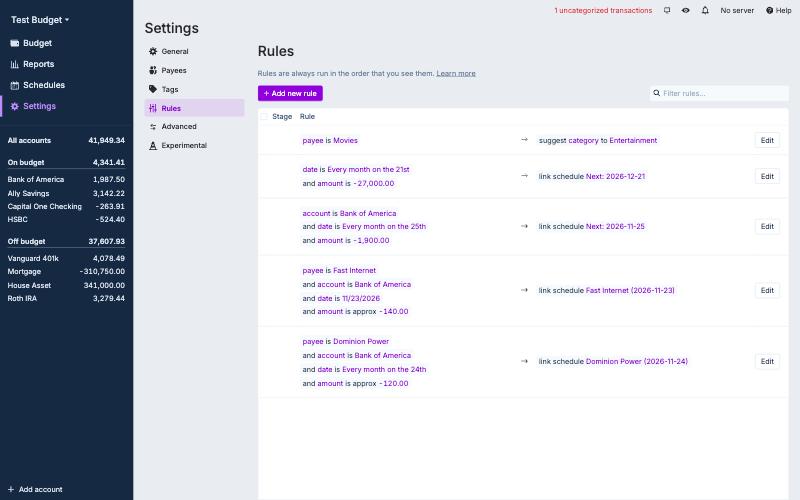 1 uncategorized transactions
No server
Help
Test Budget
Budget
Reports
Schedules
Settings
All accounts 41,949.34
On budget 4,341.41
Bank of America 1,987.50
Ally Savings 3,142.22
Capital One Checking -263.91
HSBC -524.40
Off budget 37,607.93
Vanguard 401k 4,078.49
Mortgage -310,750.00
House Asset 341,000.00
Roth IRA 3,279.44
+ Add account
Settings
General
Payees
Tags
Rules
Advanced
Experimental
Rules
Rules are always run in the order that you see them. Learn more
+ Add new rule
Filter rules...
Stage Rule
payee is Movies → suggest category to Entertainment Edit
date is Every month on the 21st
and amount is -27,000.00
→ link schedule Next: 2026-12-21 Edit
account is Bank of America
and date is Every month on the 25th
and amount is -1,900.00
→ link schedule Next: 2026-11-25 Edit
payee is Fast Internet
and account is Bank of America
and date is 11/23/2026
and amount is approx -140.00
→ link schedule Fast Internet (2026-11-23) Edit
payee is Dominion Power
and account is Bank of America
and date is Every month on the 24th
and amount is approx -120.00
→ link schedule Dominion Power (2026-11-24) Edit